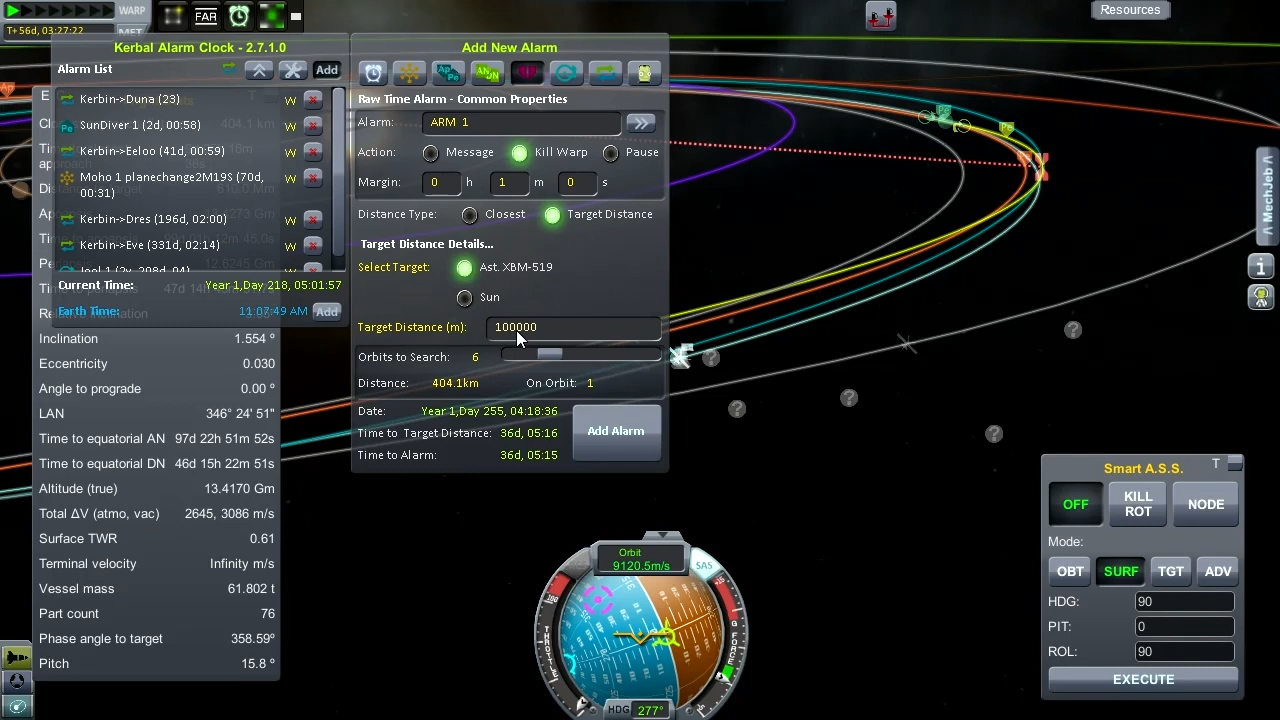 WARP
FAR
Resources
T+ 56d, 03:27:22
MET
Kerbal Alarm Clock - 2.7.1.0
Alarm List
Add
Kerbin->Duna (23)
W
SunDiver 1 (2d, 00:58)
W
Kerbin->Eeloo (41d, 00:59)
W
Moho 1 planechange2M19S (70d, 00:31)
W
Kerbin->Dres (196d, 02:00)
W
Kerbin->Eve (331d, 02:14)
W
Current Time:
Year 1,Day 218, 05:01:57
Earth Time:
11:07:49 AM
Add
Inclination
1.554 º
Eccentricity
0.030
Angle to prograde
0.00 º
LAN
346° 24' 51"
Time to equatorial AN
97d 22h 51m 52s
Time to equatorial DN
46d 15h 22m 51s
Altitude (true)
13.4170 Gm
Total ΔV (atmo, vac)
2645, 3086 m/s
Surface TWR
0.61
Terminal velocity
Infinity m/s
Vessel mass
61.802 t
Part count
76
Phase angle to target
358.59º
Pitch
15.8 º
Add New Alarm
Raw Time Alarm - Common Properties
Alarm:
ARM 1
Action:
Message
Kill Warp
Pause
Margin:
0
h
1
m
0
s
Distance Type:
Closest
Target Distance
Target Distance Details...
Select Target:
Ast. XBM-519
Sun
Target Distance (m):
100000
Orbits to Search:
6
Distance:
404.1km
On Orbit:
1
Date:
Year 1,Day 255, 04:18:36
Time to Target Distance:
36d, 05:16
Time to Alarm:
36d, 05:15
Add Alarm
Pe
Λ MechJeb Λ
Orbit
9120.5m/s
SAS
THROTTLE
G FORCE
HDG
277°
Smart A.S.S.
T
OFF
KILL ROT
NODE
Mode:
OBT
SURF
TGT
ADV
HDG:
90
PIT:
0
ROL:
90
EXECUTE